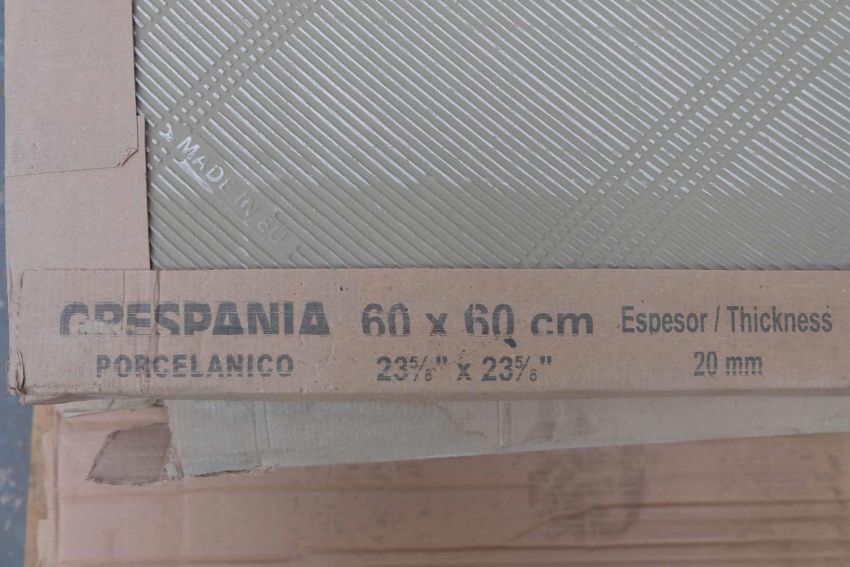 MADE IN EU
GRESPANIA 60 x 60 cm Espesor / Thickness
PORCELANICO 23⅝" x 23⅝" 20 mm